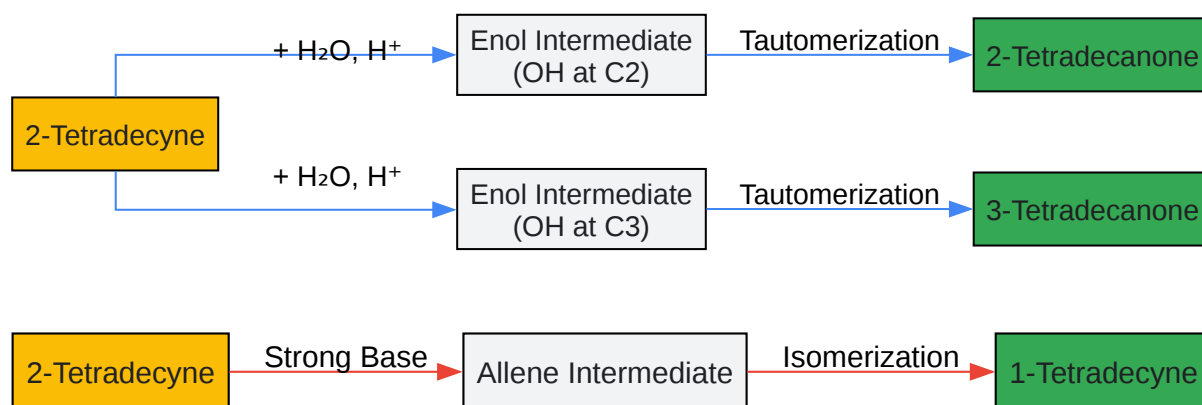 + H₂O, H⁺
Enol Intermediate
(OH at C2)
Tautomerization
2-Tetradecanone
2-Tetradecyne
+ H₂O, H⁺
Enol Intermediate
(OH at C3)
Tautomerization
3-Tetradecanone
2-Tetradecyne
Strong Base
Allene Intermediate
Isomerization
1-Tetradecyne